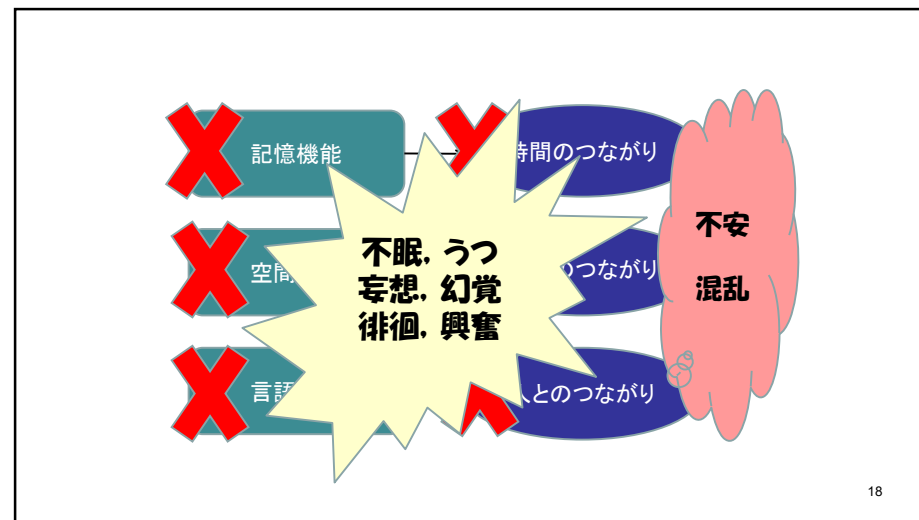 記憶機能
時間のつながり
空間
のつながり
言語
人とのつながり
不眠, うつ
妄想, 幻覚
徘徊, 興奮
不安
混乱
18